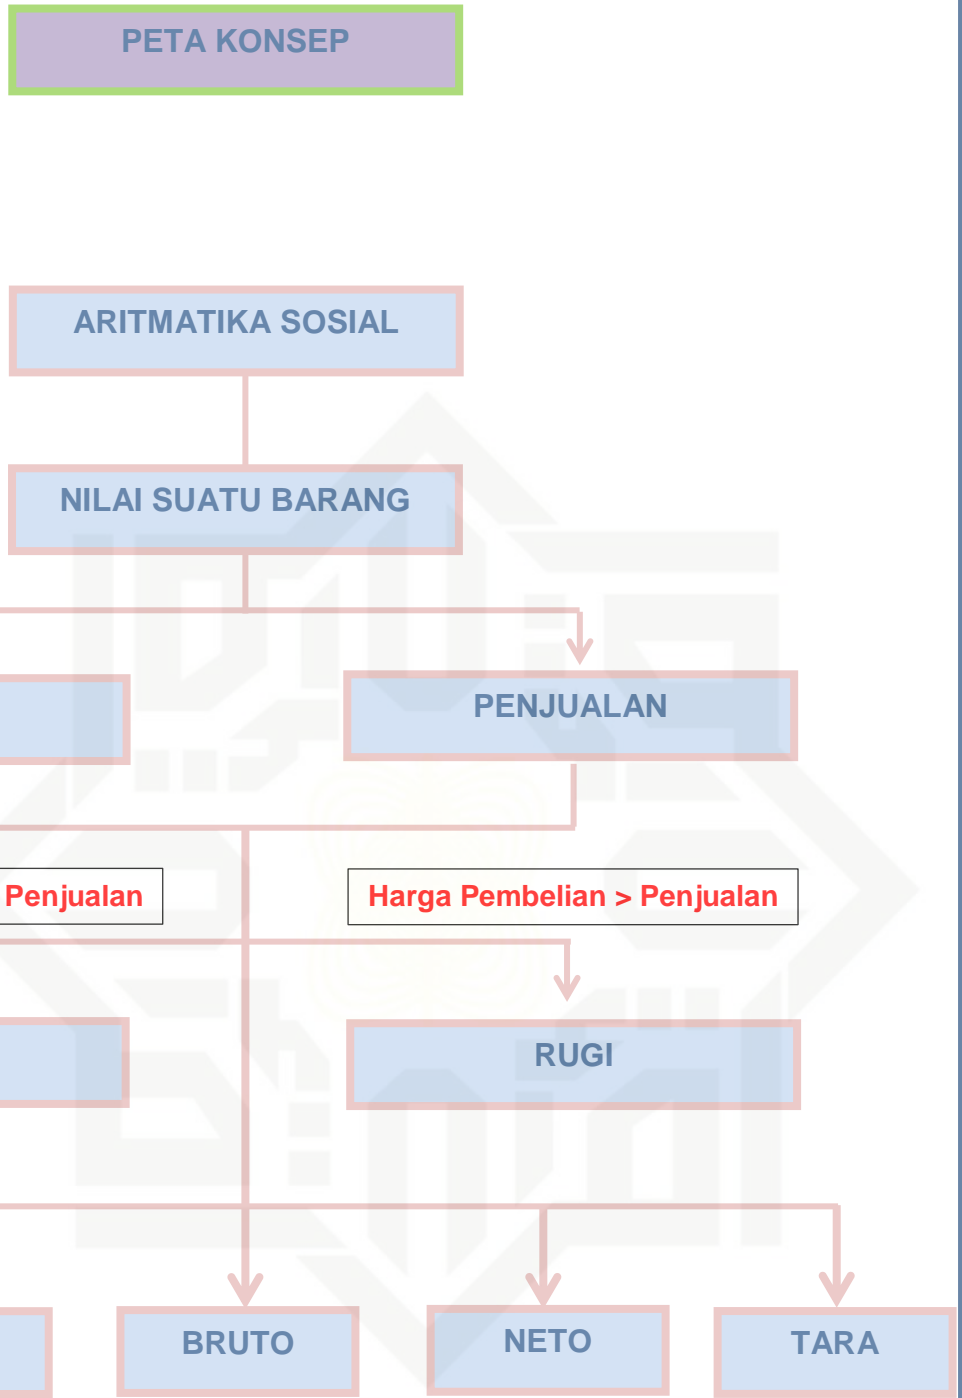 PETA KONSEP
ARITMATIKA SOSIAL
NILAI SUATU BARANG
PENJUALAN
Penjualan
Harga Pembelian > Penjualan
RUGI
BRUTO
NETO
TARA